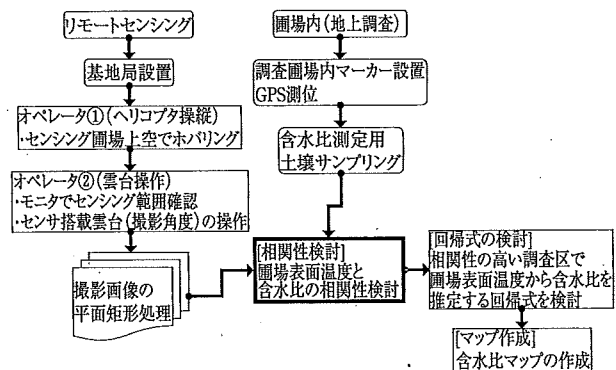 リモートセンシング
基地局設置
オペレータ①(ヘリコプタ操縦)
・センシング圃場上空でホバリング
オペレータ②(雲台操作)
・モニタでセンシング範囲確認
・センサ搭載雲台(撮影角度)の操作
撮影画像の
平面矩形処理
圃場内(地上調査)
調査圃場内マーカー設置
GPS測位
含水比測定用
土壌サンプリング
[相関性検討]
圃場表面温度と
含水比の相関性検討
[回帰式の検討]
相関性の高い調査区で
圃場表面温度から含水比を
推定する回帰式を検討
[マップ作成]
含水比マップの作成